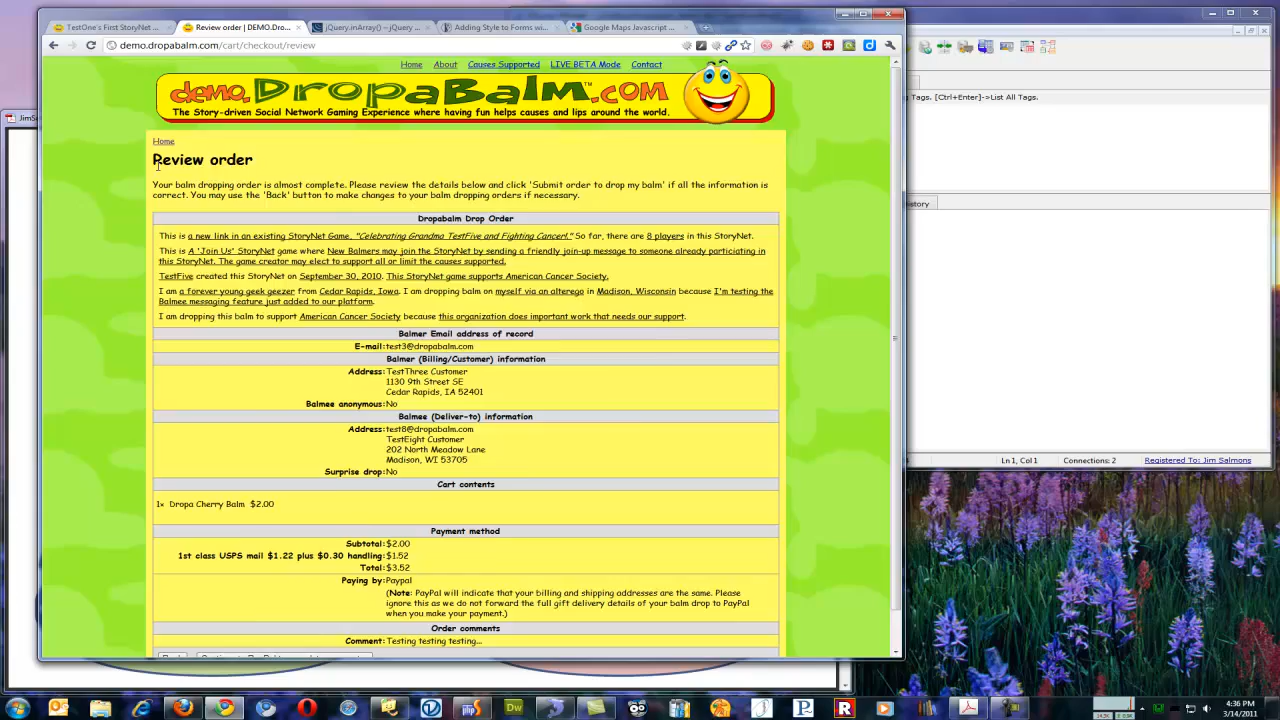 TestOne's First StoryNet
Review order | DEMO.Dro...
jQuery.inArray() – jQuery ...
Adding Style to Forms wi...
Google Maps Javascript ...
demo.dropabalm.com/cart/checkout/review
Home About Causes Supported LIVE BETA Mode Contact
demo.DropaBalm™.com
The Story-driven Social Network Gaming Experience where having fun helps causes and lips around the world.
Home
Review order
Your balm dropping order is almost complete. Please review the details below and click 'Submit order to drop my balm' if all the information is
correct. You may use the 'Back' button to make changes to your balm dropping orders if necessary.
Dropabalm Drop Order
This is a new link in an existing StoryNet Game, "Celebrating Grandma TestFive and Fighting Cancer!." So far, there are 8 players in this StoryNet.
This is A 'Join Us' StoryNet game where New Balmers may join the StoryNet by sending a friendly join-up message to someone already participating in
this StoryNet. The game creator may elect to support all or limit the causes supported.
TestFive created this StoryNet on September 30, 2010. This StoryNet game supports American Cancer Society.
I am a forever young geek geezer from Cedar Rapids, Iowa. I am dropping balm on myself via an alterego in Madison, Wisconsin because I'm testing the
Balmee messaging feature just added to our platform.
I am dropping this balm to support American Cancer Society because this organization does important work that needs our support.
Balmer Email address of record
E-mail: test3@dropabalm.com
Balmer (Billing/Customer) information
Address: TestThree Customer
1130 9th Street SE
Cedar Rapids, IA 52401
Balmee anonymous: No
Balmee (Deliver-to) information
Address: test8@dropabalm.com
TestEight Customer
202 North Meadow Lane
Madison, WI 53705
Surprise drop: No
Cart contents
1× Dropa Cherry Balm $2.00
Payment method
Subtotal: $2.00
1st class USPS mail $1.22 plus $0.30 handling: $1.52
Total: $3.52
Paying by: Paypal
(Note: PayPal will indicate that your billing and shipping addresses are the same. Please
ignore this as we do not forward the full gift delivery details of your balm drop to PayPal
when you make your payment.)
Order comments
Comment: Testing testing testing...
JimS
ng Tags. [Ctrl+Enter]->List All Tags.
History
Ln 1, Col 1 Connections: 2 Registered To: Jim Salmons
4:36 PM
3/14/2011